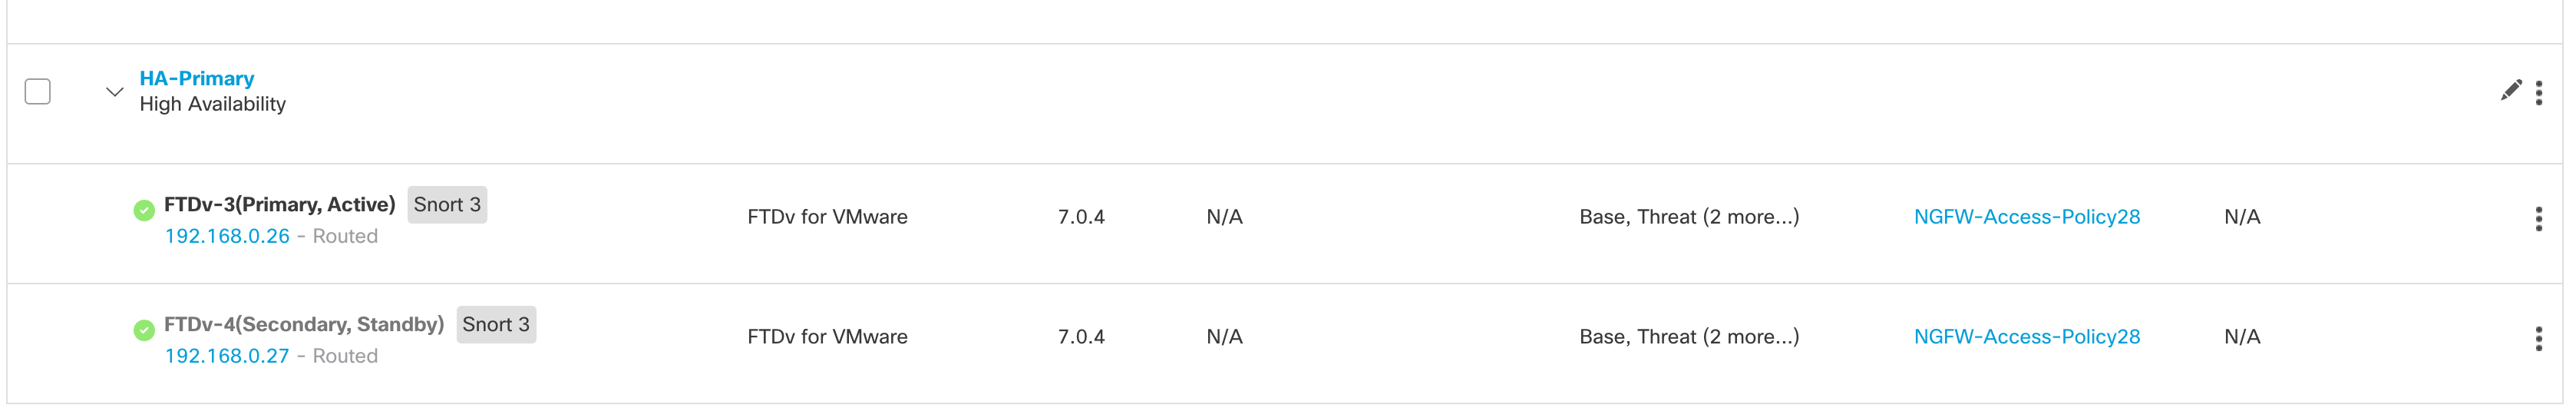 HA-Primary
High Availability
FTDv-3(Primary, Active) Snort 3
192.168.0.26 - Routed
FTDv for VMware
7.0.4
N/A
Base, Threat (2 more...)
NGFW-Access-Policy28
N/A
FTDv-4(Secondary, Standby) Snort 3
192.168.0.27 - Routed
FTDv for VMware
7.0.4
N/A
Base, Threat (2 more...)
NGFW-Access-Policy28
N/A